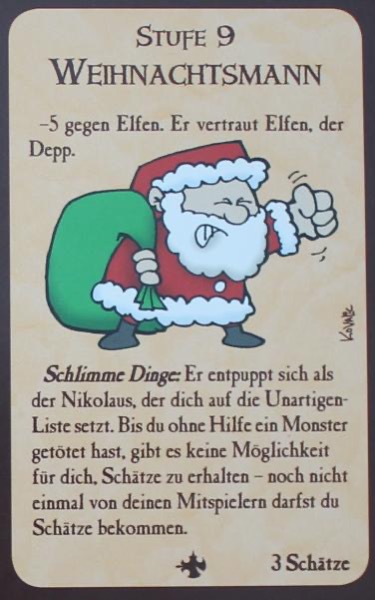 Stufe 9
Weihnachtsmann
–5 gegen Elfen. Er vertraut Elfen, der
Depp.
Kovalic
Schlimme Dinge: Er entpuppt sich als
der Nikolaus, der dich auf die Unartigen-
Liste setzt. Bis du ohne Hilfe ein Monster
getötet hast, gibt es keine Möglichkeit
für dich, Schätze zu erhalten – noch nicht
einmal von deinen Mitspielern darfst du
Schätze bekommen.
3 Schätze